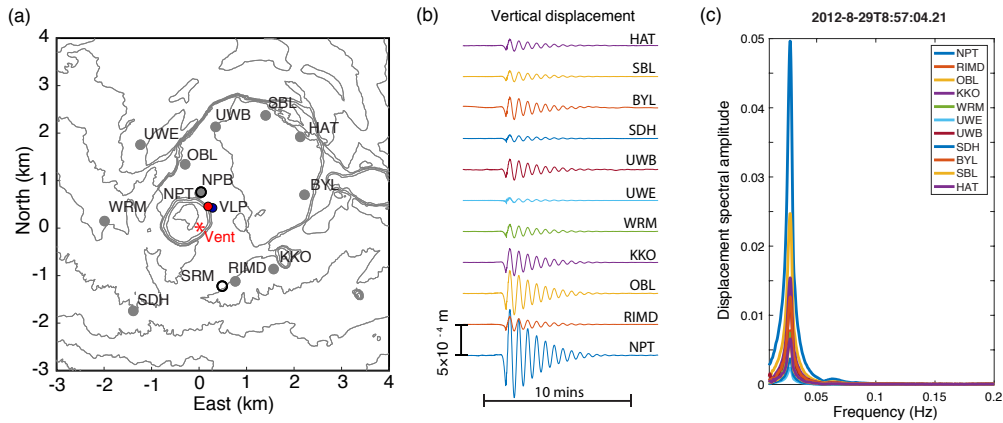 (a)
4
3
2
1
0
-1
-2
-3
North (km)
SBL
UWB
HAT
UWE
OBL
NPB
BYL
NPT
VLP
WRM
Vent
KKO
SRM
RIMD
SDH
-3 -2 -1 0 1 2 3 4
East (km)
(b)
Vertical displacement
HAT
SBL
BYL
SDH
UWB
UWE
WRM
KKO
OBL
RIMD
NPT
5×10⁻⁴ m
10 mins
(c)
2012-8-29T8:57:04.21
0.05
0.04
0.03
0.02
0.01
0
Displacement spectral amplitude
NPT
RIMD
OBL
KKO
WRM
UWE
UWB
SDH
BYL
SBL
HAT
0.05 0.1 0.15 0.2
Frequency (Hz)